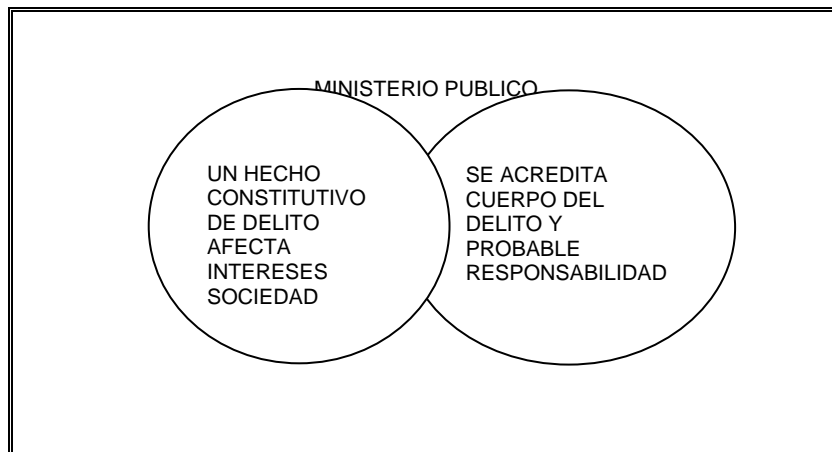 MINISTERIO PUBLICO
UN HECHO
CONSTITUTIVO
DE DELITO
AFECTA
INTERESES
SOCIEDAD
SE ACREDITA
CUERPO DEL
DELITO Y
PROBABLE
RESPONSABILIDAD